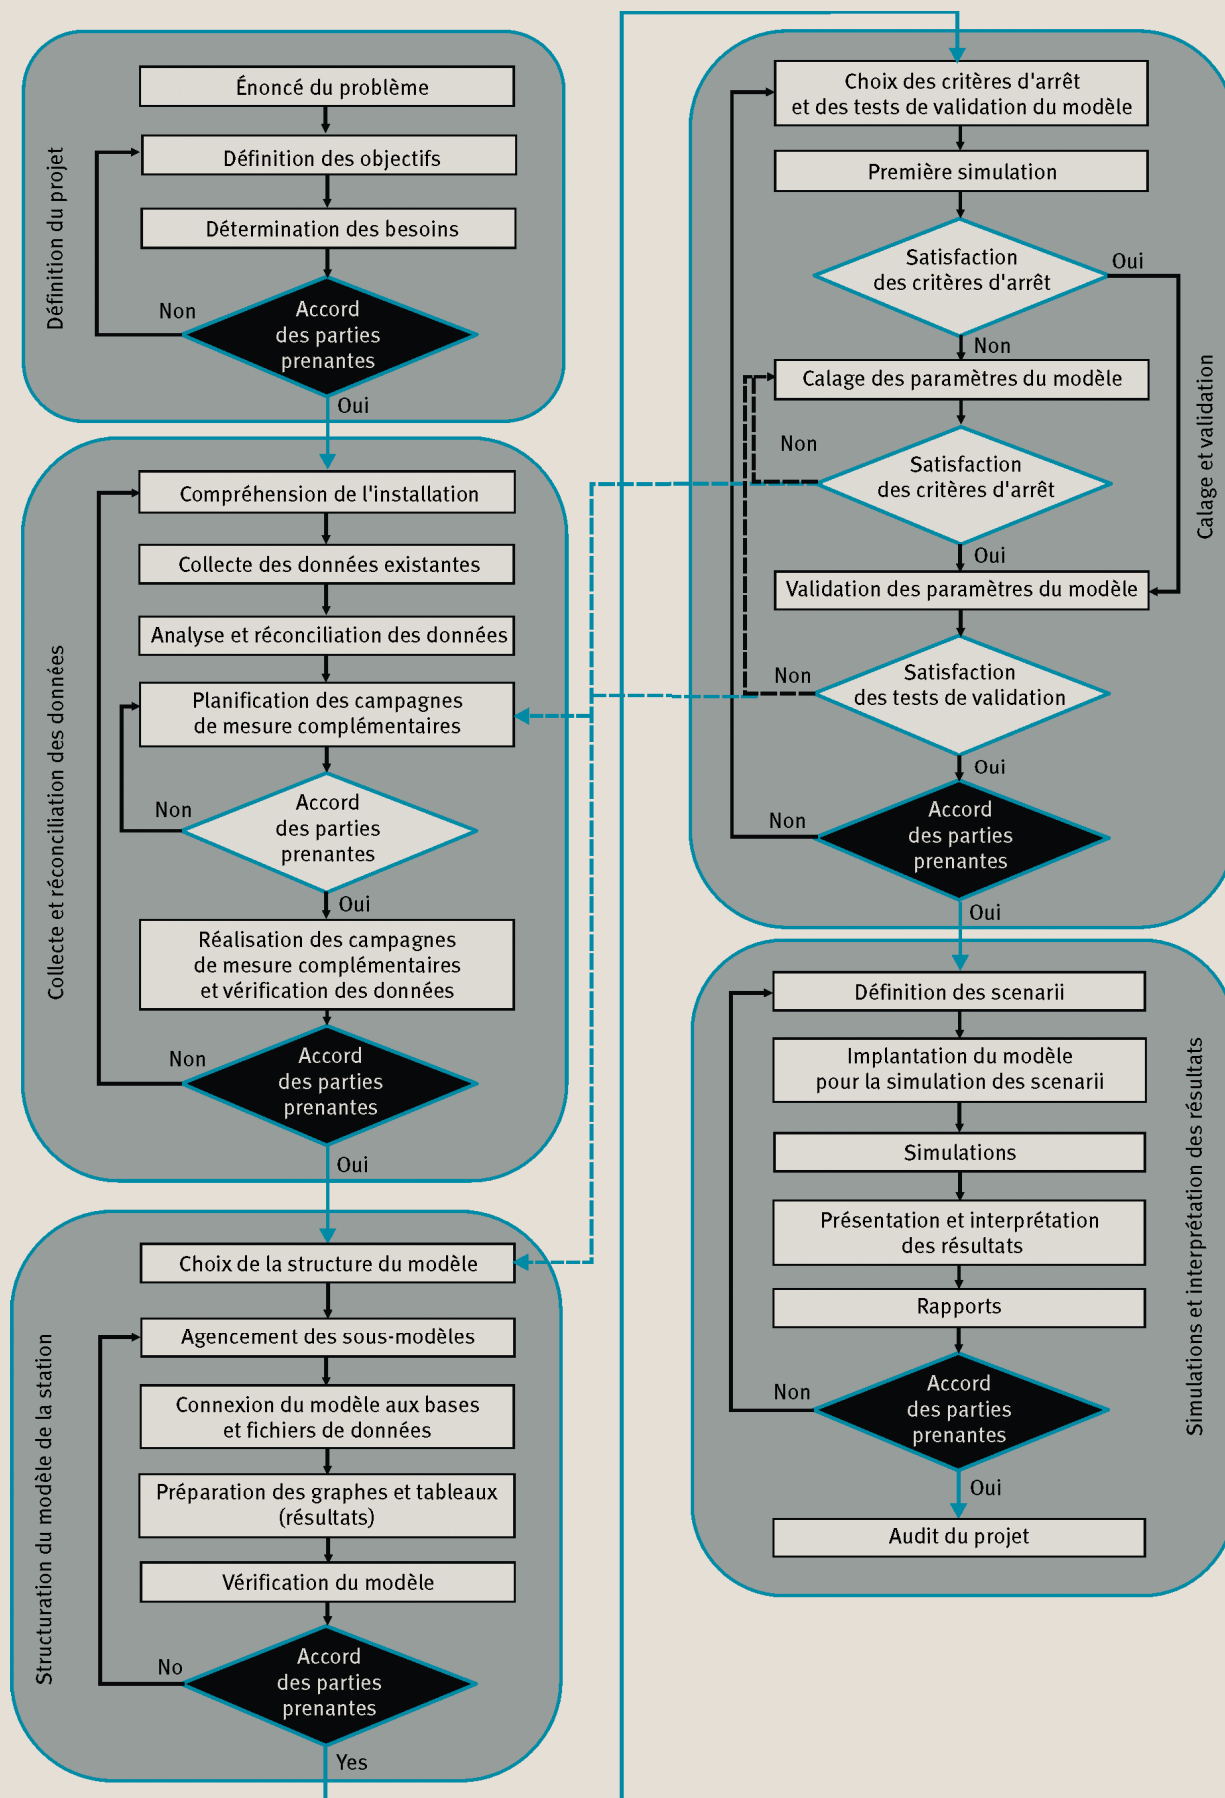 Définition du projet
Énoncé du problème
Définition des objectifs
Détermination des besoins
Non
Accord
des parties
prenantes
Oui
Collecte et réconciliation des données
Compréhension de l'installation
Collecte des données existantes
Analyse et réconciliation des données
Planification des campagnes
de mesure complémentaires
Non
Accord
des parties
prenantes
Oui
Réalisation des campagnes
de mesure complémentaires
et vérification des données
Non
Accord
des parties
prenantes
Oui
Structuration du modèle de la station
Choix de la structure du modèle
Agencement des sous-modèles
Connexion du modèle aux bases
et fichiers de données
Préparation des graphes et tableaux
(résultats)
Vérification du modèle
No
Accord
des parties
prenantes
Yes
Calage et validation
Choix des critères d'arrêt
et des tests de validation du modèle
Première simulation
Satisfaction
des critères d'arrêt
Oui
Non
Calage des paramètres du modèle
Non
Satisfaction
des critères d'arrêt
Oui
Validation des paramètres du modèle
Non
Satisfaction
des tests de validation
Oui
Non
Accord
des parties
prenantes
Oui
Simulations et interprétation des résultats
Définition des scenarii
Implantation du modèle
pour la simulation des scenarii
Simulations
Présentation et interprétation
des résultats
Rapports
Non
Accord
des parties
prenantes
Oui
Audit du projet